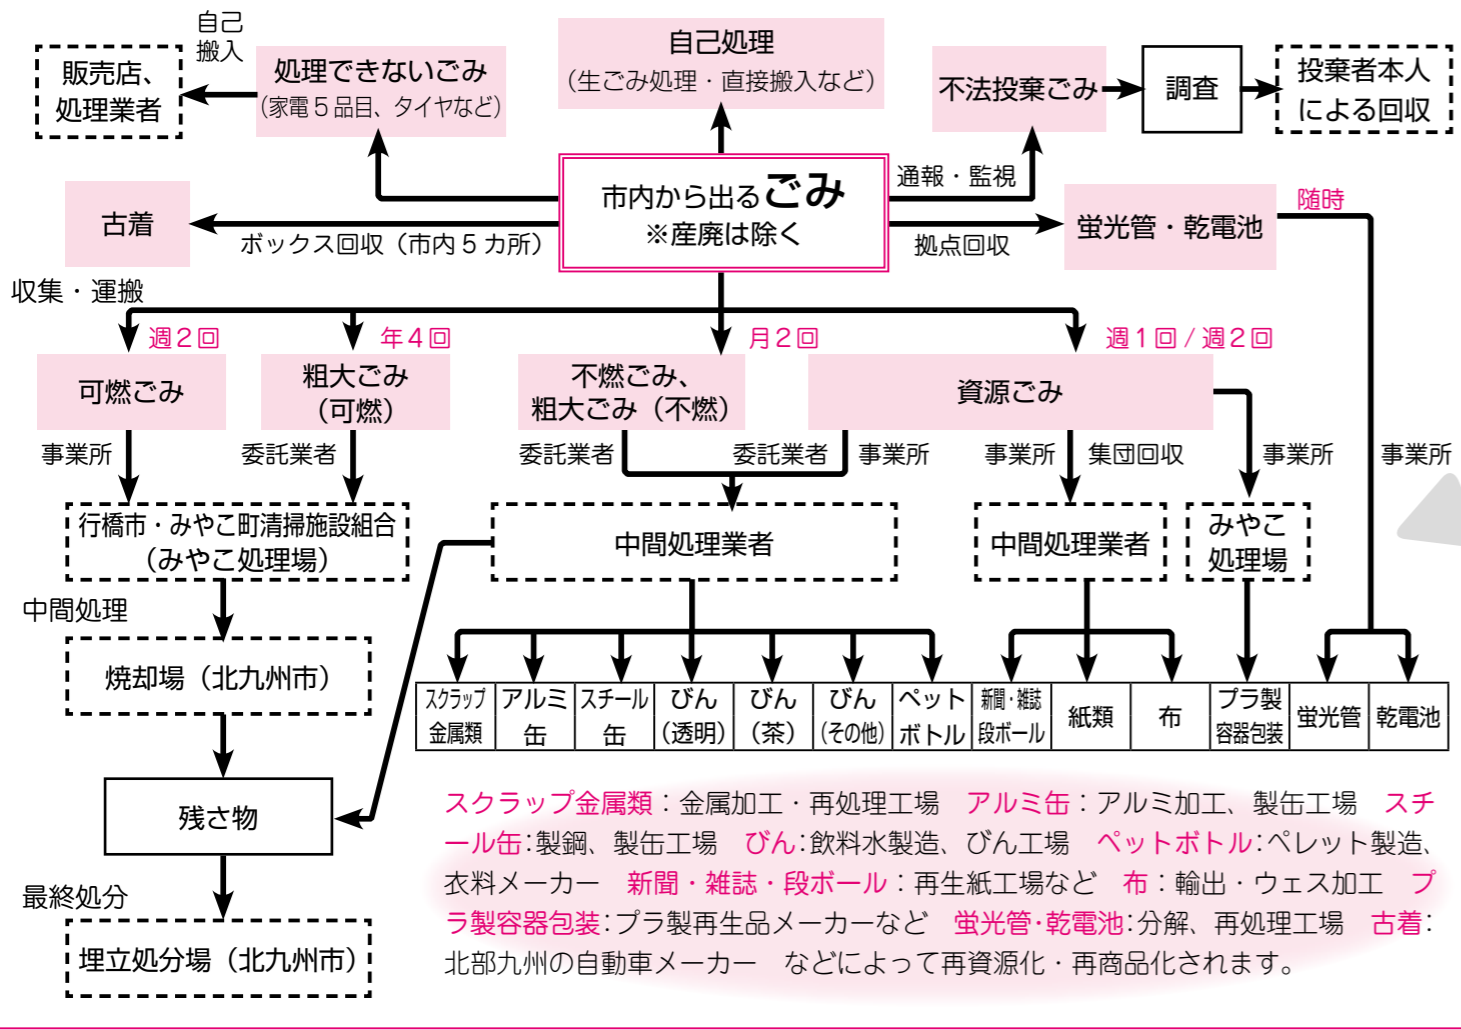 自己
搬入
販売店、
処理業者
処理できないごみ
(家電5品目、タイヤなど)
自己処理
(生ごみ処理・直接搬入など)
不法投棄ごみ
調査
投棄者本人
による回収
市内から出るごみ
※産廃は除く
通報・監視
古着
ボックス回収(市内5カ所)
拠点回収
蛍光管・乾電池
随時
収集・運搬
週2回
年4回
月2回
週1回/週2回
可燃ごみ
粗大ごみ
(可燃)
不燃ごみ、
粗大ごみ(不燃)
資源ごみ
事業所
委託業者
委託業者
委託業者
事業所
事業所
集団回収
事業所
事業所
行橋市・みやこ町清掃施設組合
(みやこ処理場)
中間処理業者
中間処理業者
みやこ
処理場
中間処理
焼却場(北九州市)
スクラップ
金属類
アルミ
缶
スチール
缶
びん
(透明)
びん
(茶)
びん
(その他)
ペット
ボトル
新聞・雑誌
段ボール
紙類
布
プラ製
容器包装
蛍光管
乾電池
残さ物
最終処分
埋立処分場(北九州市)
スクラップ金属類:金属加工・再処理工場 アルミ缶:アルミ加工、製缶工場 スチ
ール缶:製鋼、製缶工場 びん:飲料水製造、びん工場 ペットボトル:ペレット製造、
衣料メーカー 新聞・雑誌・段ボール:再生紙工場など 布:輸出・ウェス加工 プ
ラ製容器包装:プラ製再生品メーカーなど 蛍光管・乾電池:分解、再処理工場 古着:
北部九州の自動車メーカー などによって再資源化・再商品化されます。